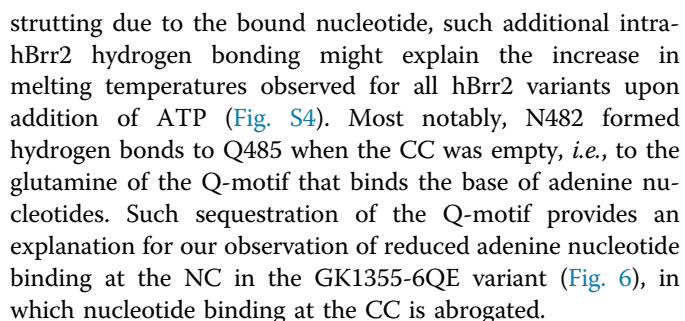 strutting due to the bound nucleotide, such additional intra-
hBrr2 hydrogen bonding might explain the increase in
melting temperatures observed for all hBrr2 variants upon
addition of ATP (Fig. S4). Most notably, N482 formed
hydrogen bonds to Q485 when the CC was empty, i.e., to the
glutamine of the Q-motif that binds the base of adenine nu-
cleotides. Such sequestration of the Q-motif provides an
explanation for our observation of reduced adenine nucleotide
binding at the NC in the GK1355-6QE variant (Fig. 6), in
which nucleotide binding at the CC is abrogated.